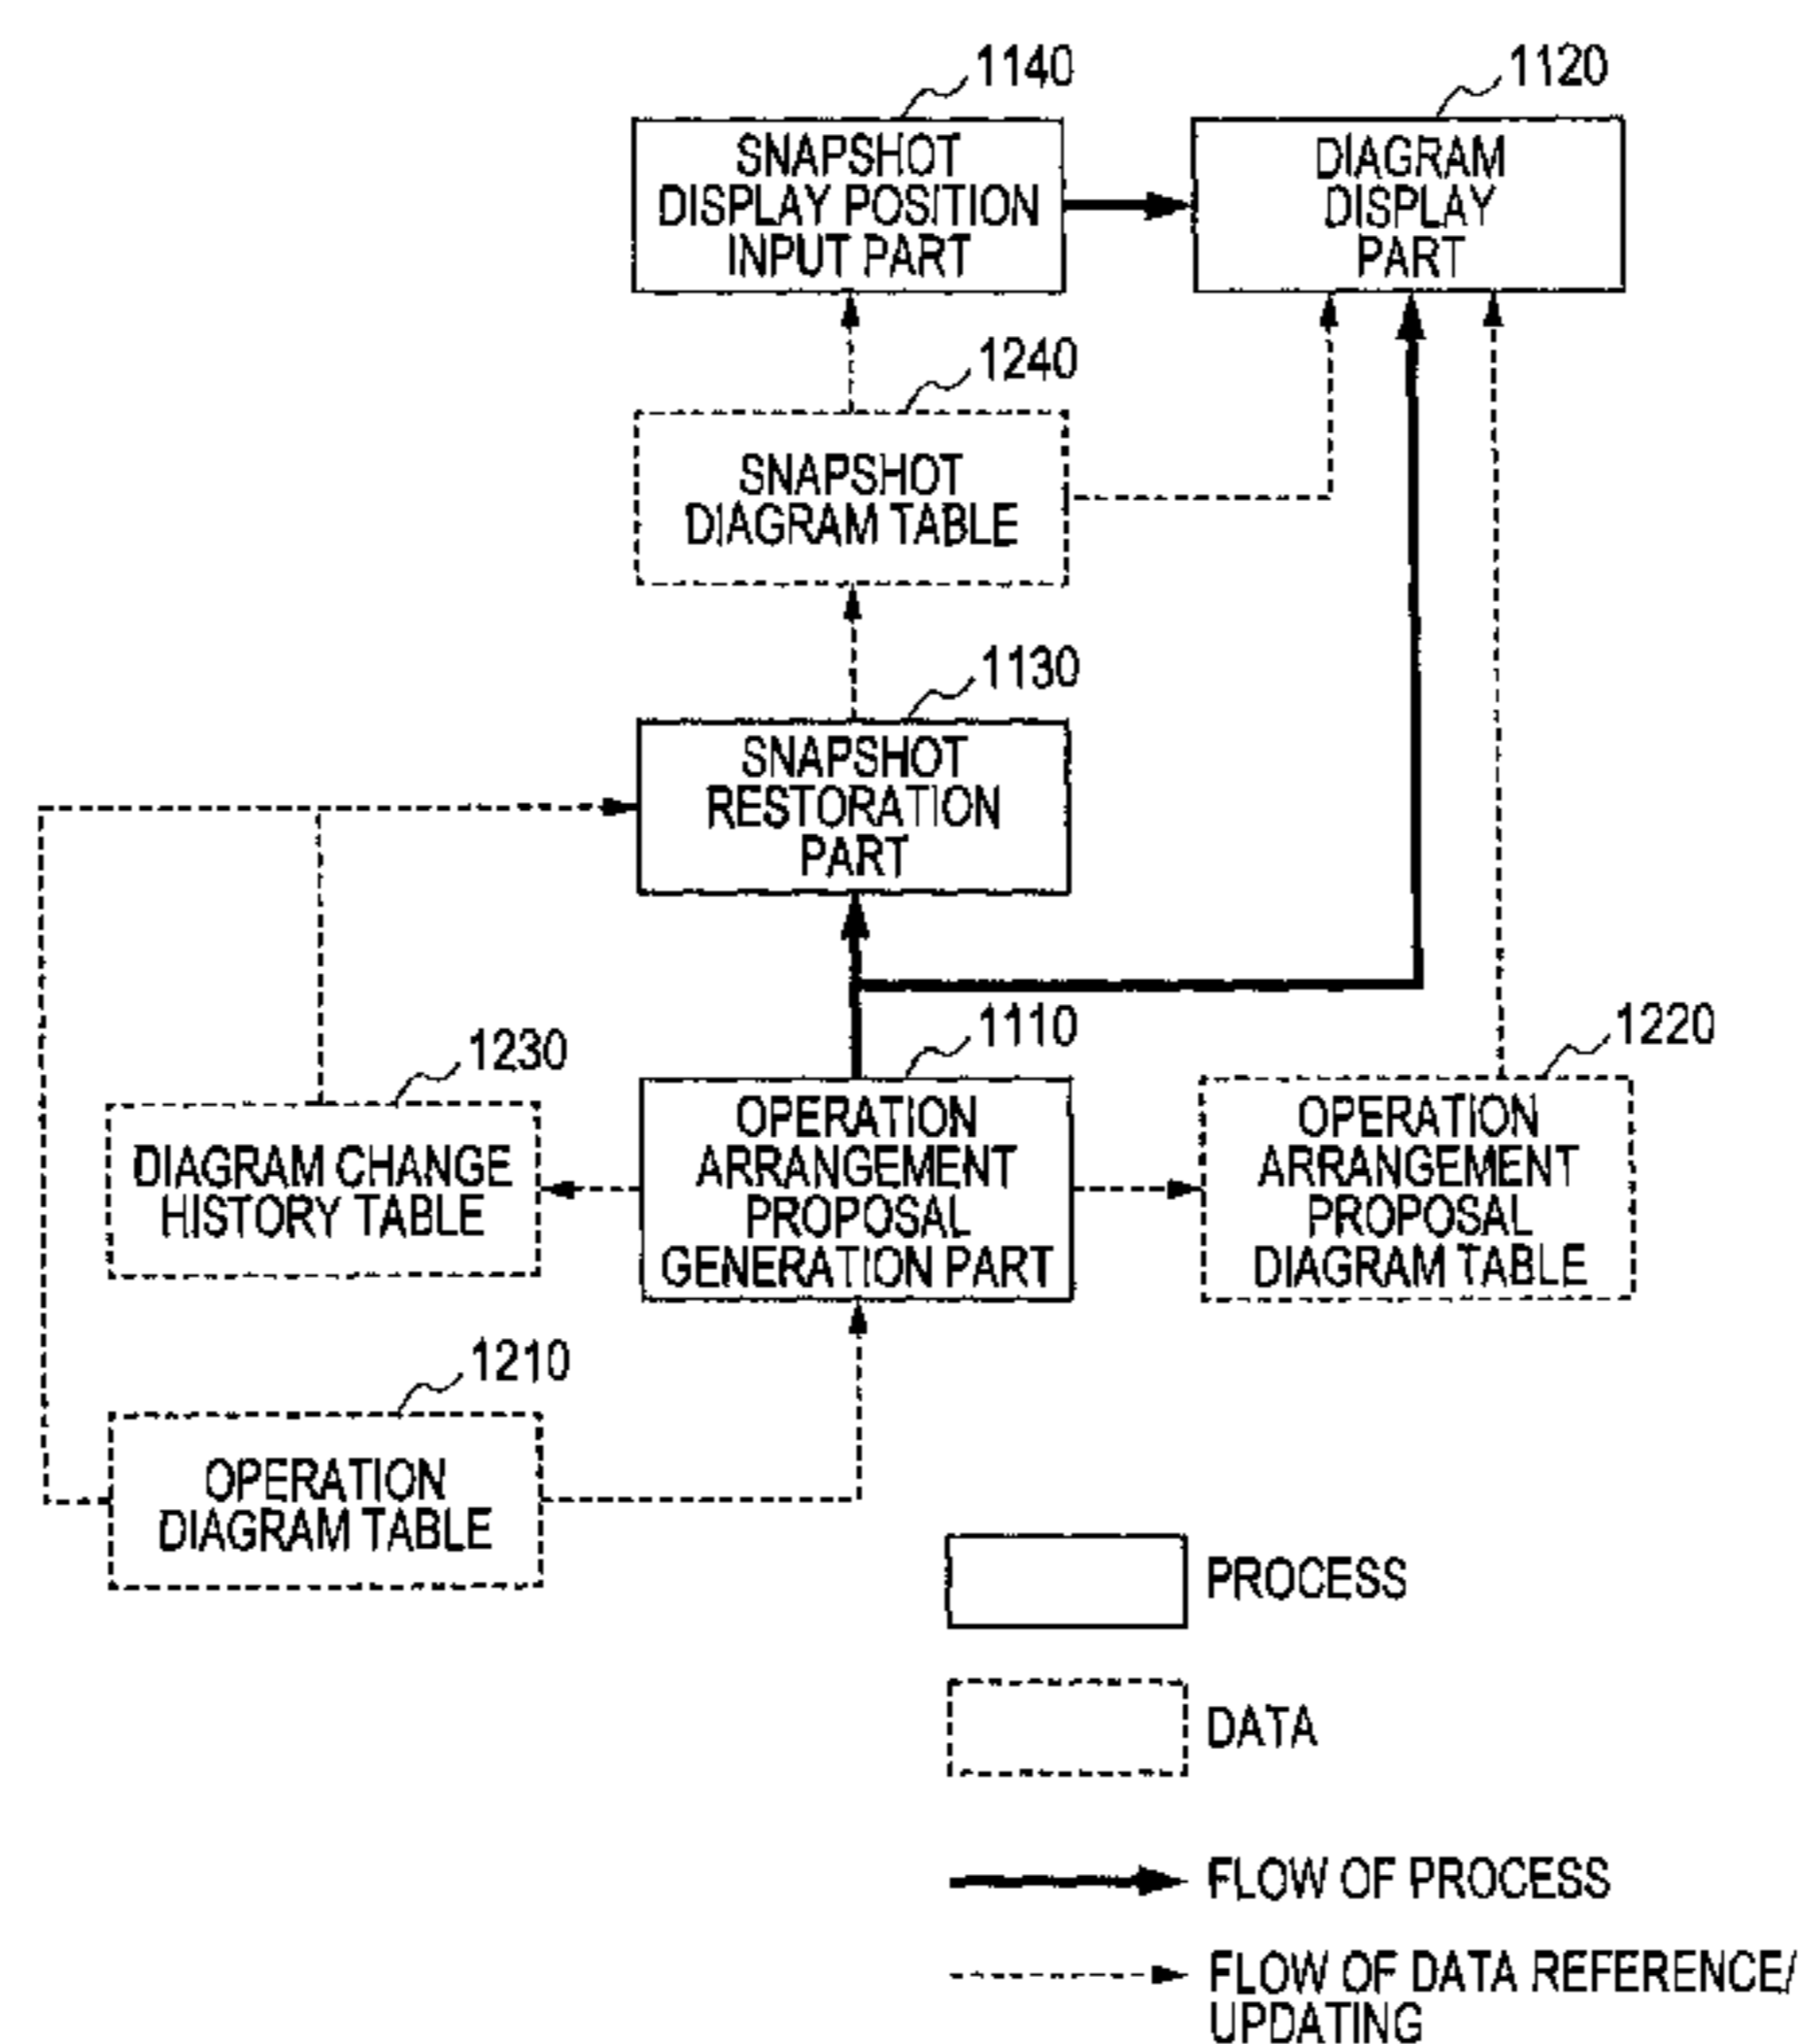 1140
SNAPSHOT
DISPLAY POSITION
INPUT PART
1120
DIAGRAM
DISPLAY
PART
1240
SNAPSHOT
DIAGRAM TABLE
1130
SNAPSHOT
RESTORATION
PART
1230
DIAGRAM CHANGE
HISTORY TABLE
1110
OPERATION
ARRANGEMENT
PROPOSAL
GENERATION PART
1220
OPERATION
ARRANGEMENT
PROPOSAL
DIAGRAM TABLE
1210
OPERATION
DIAGRAM TABLE
PROCESS
DATA
FLOW OF PROCESS
FLOW OF DATA REFERENCE/
UPDATING